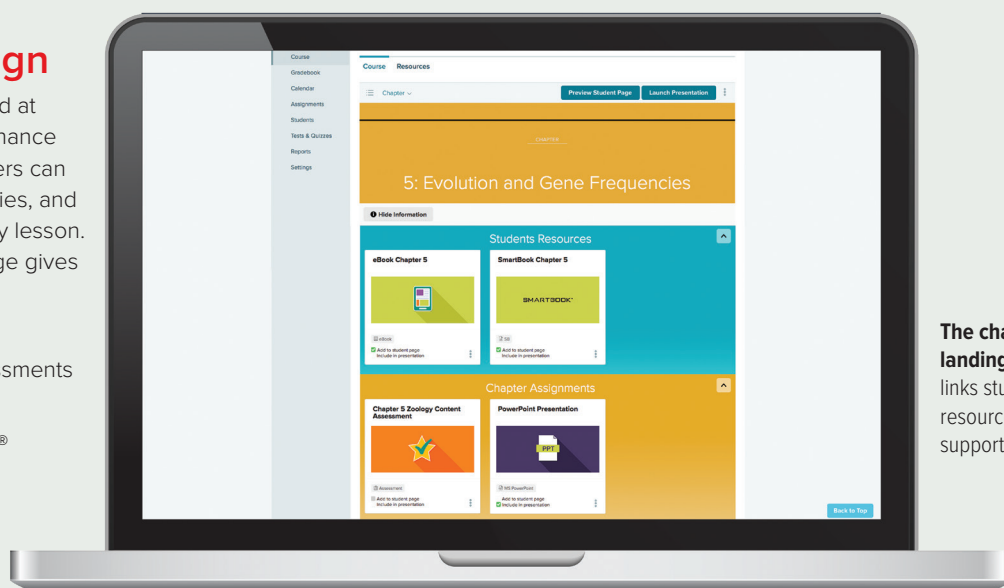 gn
d at
nance
ers can
ies, and
y lesson.
ge gives
ssments
®
Course
Gradebook
Calendar
Assignments
Students
Tests & Quizzes
Reports
Settings
Course Resources
Chapter
Preview Student Page
Launch Presentation
CHAPTER
5: Evolution and Gene Frequencies
Hide Information
Students Resources
eBook Chapter 5
eBook
Add to student page
Include in presentation
SmartBook Chapter 5
SMARTBOOK®
SB
Add to student page
Include in presentation
Chapter Assignments
Chapter 5 Zoology Content
Assessment
Assessment
Add to student page
Include in presentation
PowerPoint Presentation
PPT
MS PowerPoint
Add to student page
Include in presentation
Back to Top
The cha
landing
links stu
resourc
support